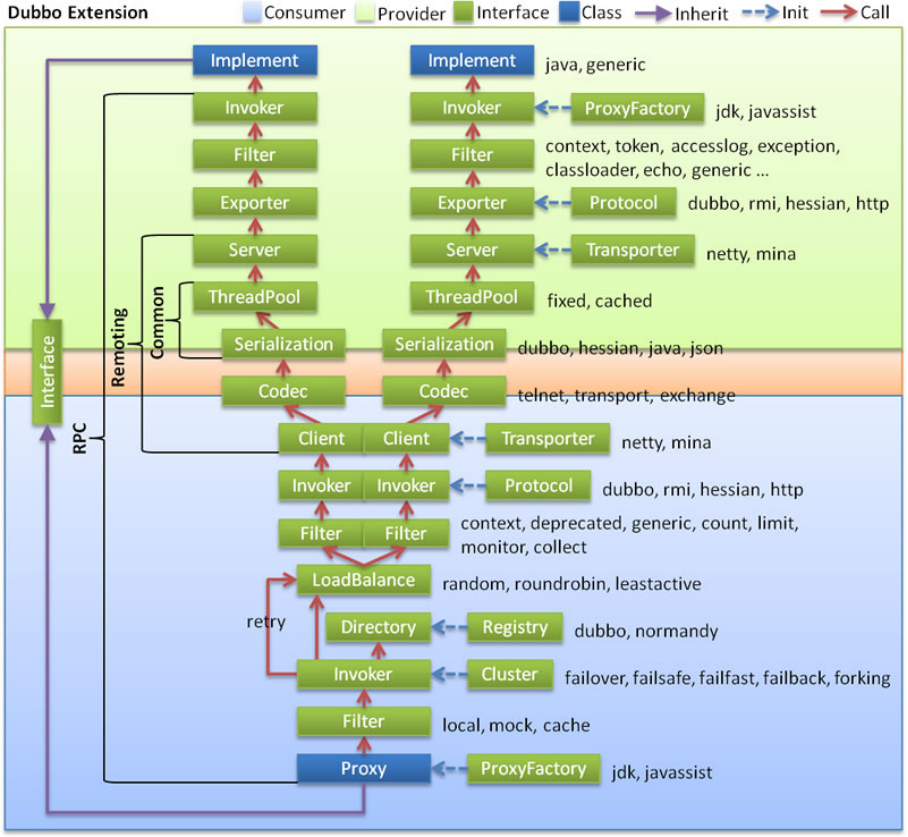 Dubbo Extension Consumer Provider Interface Class Inherit Init Call
Implement Implement java, generic
Invoker Invoker ProxyFactory jdk, javassist
Filter Filter context, token, accesslog, exception,
classloader, echo, generic ...
Exporter Exporter Protocol dubbo, rmi, hessian, http
Server Server Transporter netty, mina
ThreadPool ThreadPool fixed, cached
Common
Remoting
Serialization Serialization dubbo, hessian, java, json
Interface
Codec Codec telnet, transport, exchange
RPC
Client Client Transporter netty, mina
Invoker Invoker Protocol dubbo, rmi, hessian, http
Filter Filter context, deprecated, generic, count, limit,
monitor, collect
LoadBalance random, roundrobin, leastactive
retry
Directory Registry dubbo, normandy
Invoker Cluster failover, failsafe, failfast, failback, forking
Filter local, mock, cache
Proxy ProxyFactory jdk, javassist